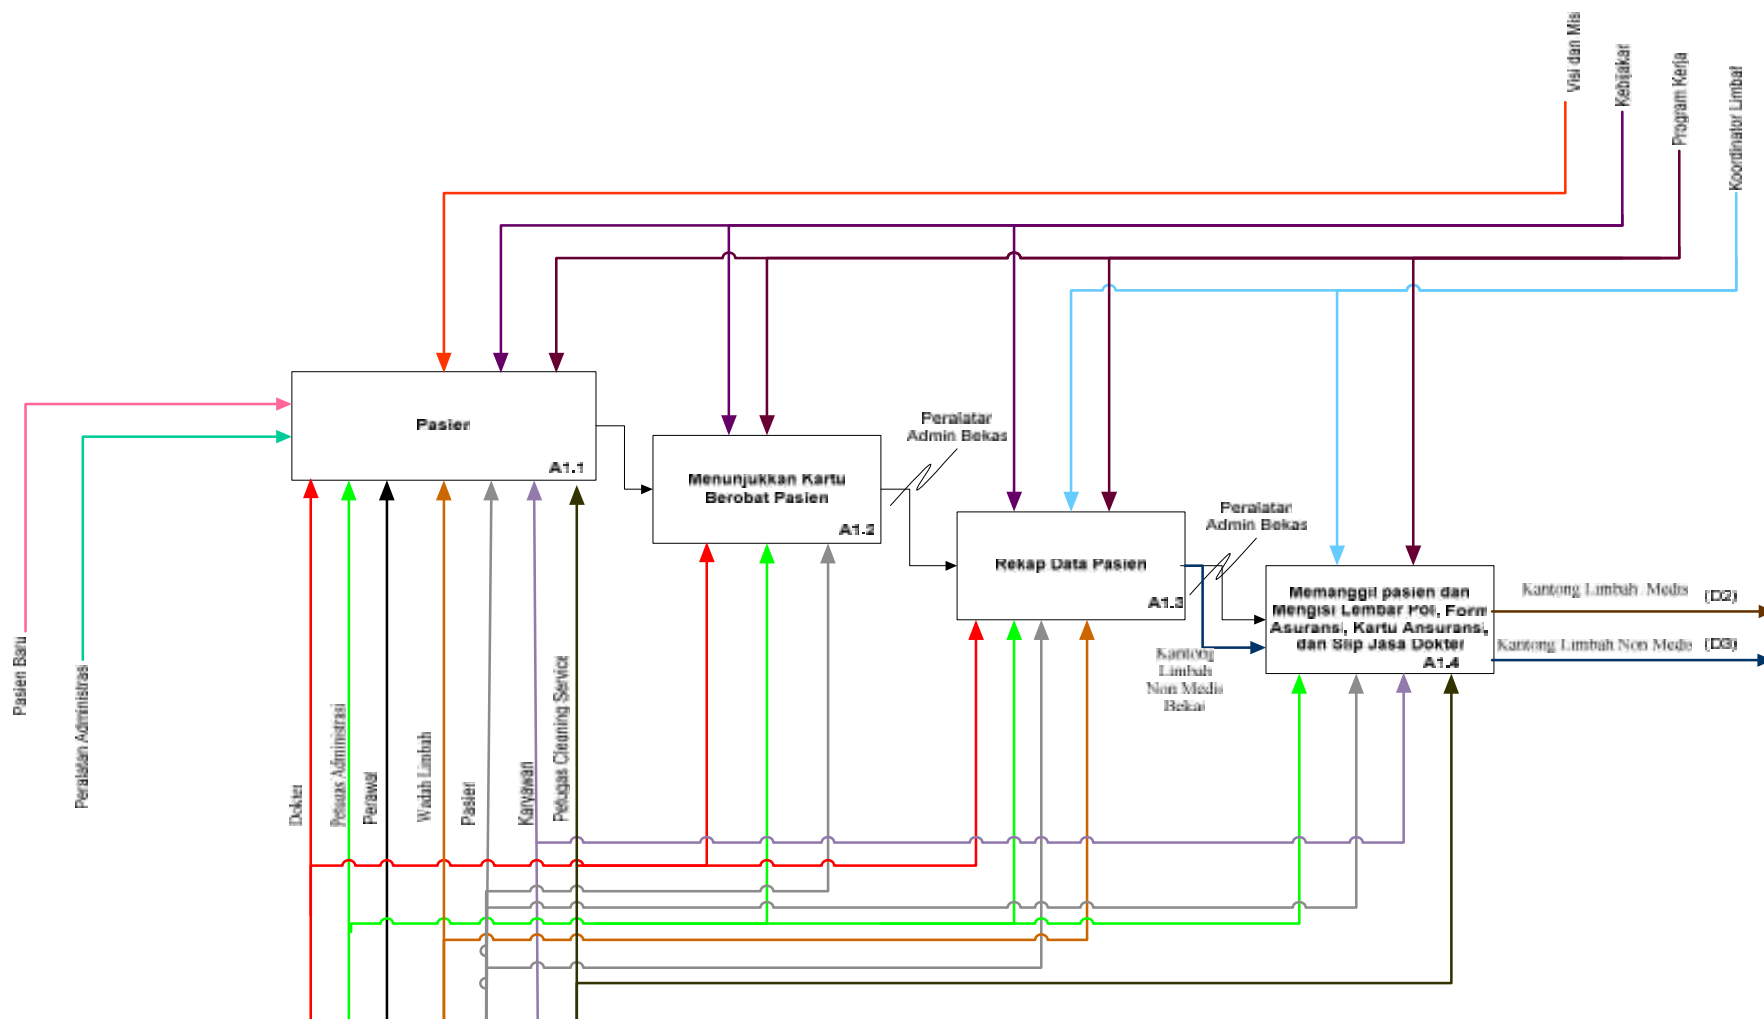 Visi dan Misi
Kebijakan
Program Kerja
Koordinator Limbah
Pasien
A1.1
Peralatan
Admin Bekas
Menunjukkan Kartu
Berobat Pasien
A1.2
Peralatan
Admin Bekas
Rekap Data Pasien
A1.3
Memanggil pasien dan
Mengisi Lembar Poli, Form
Asuransi, Kartu Ansuransi,
dan Slip Jasa Dokter
A1.4
Kantong Limbah Medis (D2)
Kantong Limbah Non Medis (D3)
Kantong
Limbah
Non Medis
Bekas
Pasien Baru
Peralatan Administrasi
Dokter
Petugas Administrasi
Perawat
Wadah Limbah
Pasien
Karyawan
Petugas Cleaning Service